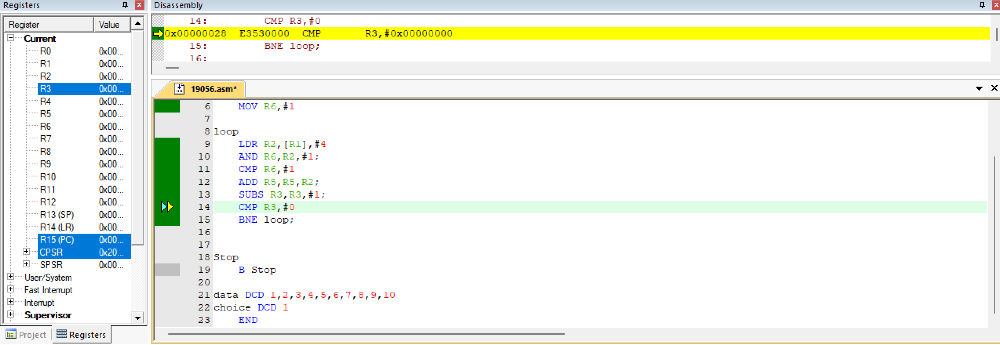 Registers
Register Value
Current
R0 0x00...
R1 0x00...
R2 0x00...
R3 0x00...
R4 0x00...
R5 0x00...
R6 0x00...
R7 0x00...
R8 0x00...
R9 0x00...
R10 0x00...
R11 0x00...
R12 0x00...
R13 (SP) 0x00...
R14 (LR) 0x00...
R15 (PC) 0x00...
CPSR 0x20...
SPSR 0x00...
User/System
Fast Interrupt
Interrupt
Supervisor
Project Registers
Disassembly
14: CMP R3,#0
0x00000028 E3530000 CMP R3,#0x00000000
15: BNE loop;
16:
19056.asm*
6 MOV R6,#1
7
8 loop
9 LDR R2,[R1],#4
10 AND R6,R2,#1;
11 CMP R6,#1
12 ADD R5,R5,R2;
13 SUBS R3,R3,#1;
14 CMP R3,#0
15 BNE loop;
16
17
18 Stop
19 B Stop
20
21 data DCD 1,2,3,4,5,6,7,8,9,10
22 choice DCD 1
23 END